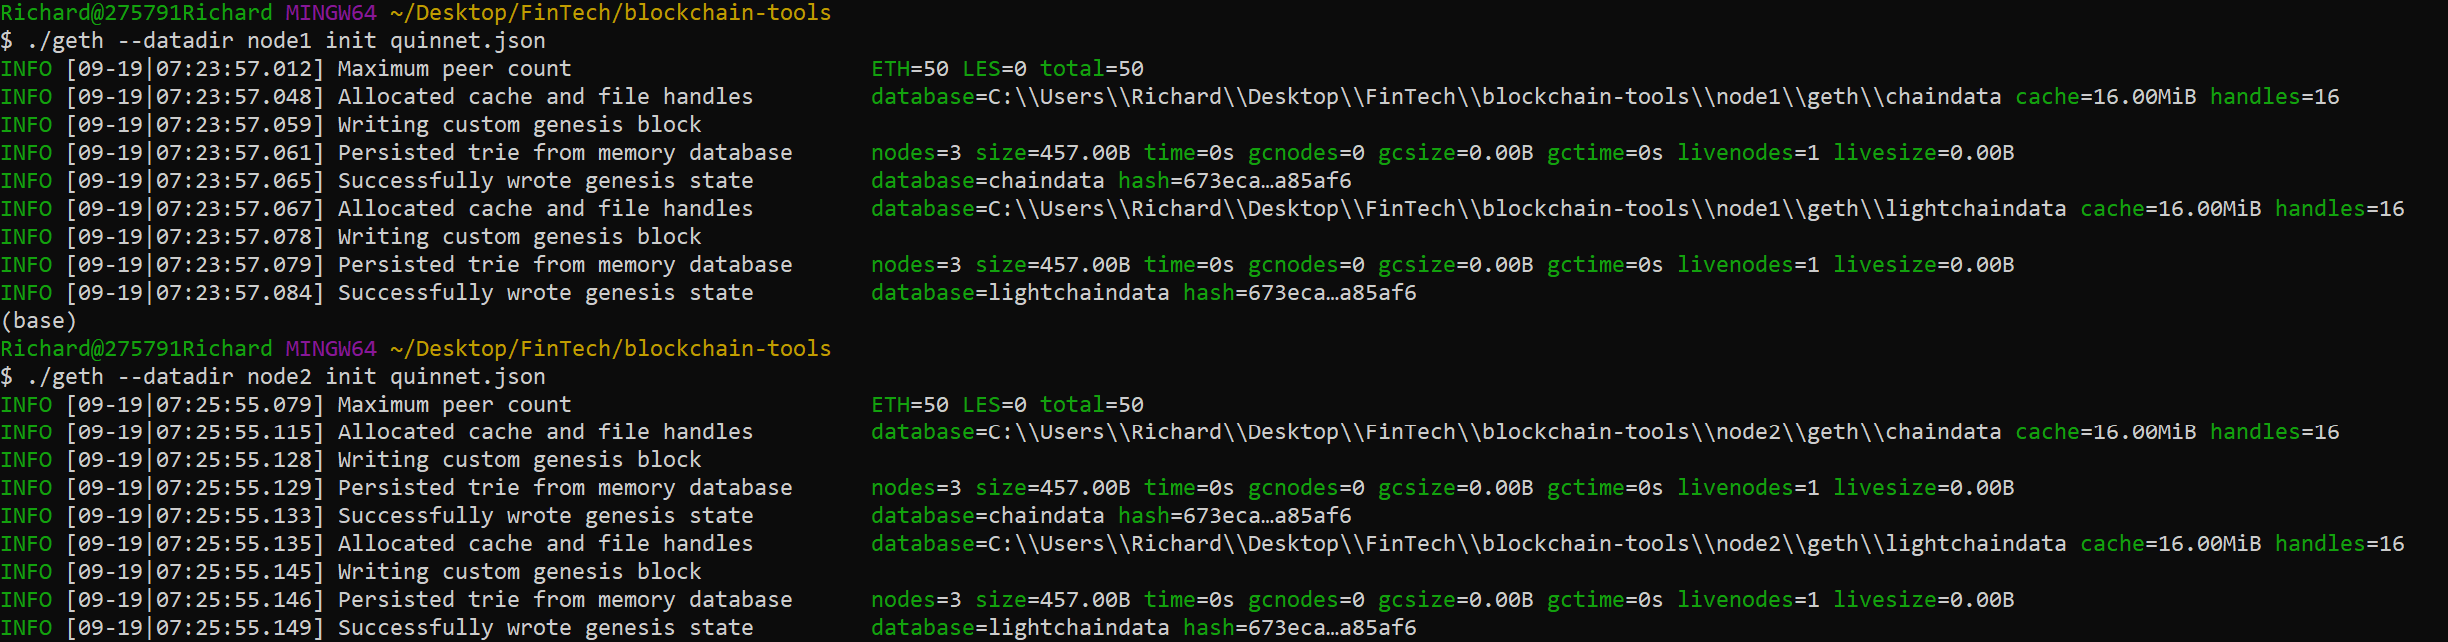 Richard@275791Richard MINGW64 ~/Desktop/FinTech/blockchain-tools
$ ./geth --datadir node1 init quinnet.json
INFO [09-19|07:23:57.012] Maximum peer count                       ETH=50 LES=0 total=50
INFO [09-19|07:23:57.048] Allocated cache and file handles         database=C:\\Users\\Richard\\Desktop\\FinTech\\blockchain-tools\\node1\\geth\\chaindata cache=16.00MiB handles=16
INFO [09-19|07:23:57.059] Writing custom genesis block
INFO [09-19|07:23:57.061] Persisted trie from memory database      nodes=3 size=457.00B time=0s gcnodes=0 gcsize=0.00B gctime=0s livenodes=1 livesize=0.00B
INFO [09-19|07:23:57.065] Successfully wrote genesis state         database=chaindata hash=673eca…a85af6
INFO [09-19|07:23:57.067] Allocated cache and file handles         database=C:\\Users\\Richard\\Desktop\\FinTech\\blockchain-tools\\node1\\geth\\lightchaindata cache=16.00MiB handles=16
INFO [09-19|07:23:57.078] Writing custom genesis block
INFO [09-19|07:23:57.079] Persisted trie from memory database      nodes=3 size=457.00B time=0s gcnodes=0 gcsize=0.00B gctime=0s livenodes=1 livesize=0.00B
INFO [09-19|07:23:57.084] Successfully wrote genesis state         database=lightchaindata hash=673eca…a85af6
(base)
Richard@275791Richard MINGW64 ~/Desktop/FinTech/blockchain-tools
$ ./geth --datadir node2 init quinnet.json
INFO [09-19|07:25:55.079] Maximum peer count                       ETH=50 LES=0 total=50
INFO [09-19|07:25:55.115] Allocated cache and file handles         database=C:\\Users\\Richard\\Desktop\\FinTech\\blockchain-tools\\node2\\geth\\chaindata cache=16.00MiB handles=16
INFO [09-19|07:25:55.128] Writing custom genesis block
INFO [09-19|07:25:55.129] Persisted trie from memory database      nodes=3 size=457.00B time=0s gcnodes=0 gcsize=0.00B gctime=0s livenodes=1 livesize=0.00B
INFO [09-19|07:25:55.133] Successfully wrote genesis state         database=chaindata hash=673eca…a85af6
INFO [09-19|07:25:55.135] Allocated cache and file handles         database=C:\\Users\\Richard\\Desktop\\FinTech\\blockchain-tools\\node2\\geth\\lightchaindata cache=16.00MiB handles=16
INFO [09-19|07:25:55.145] Writing custom genesis block
INFO [09-19|07:25:55.146] Persisted trie from memory database      nodes=3 size=457.00B time=0s gcnodes=0 gcsize=0.00B gctime=0s livenodes=1 livesize=0.00B
INFO [09-19|07:25:55.149] Successfully wrote genesis state         database=lightchaindata hash=673eca…a85af6